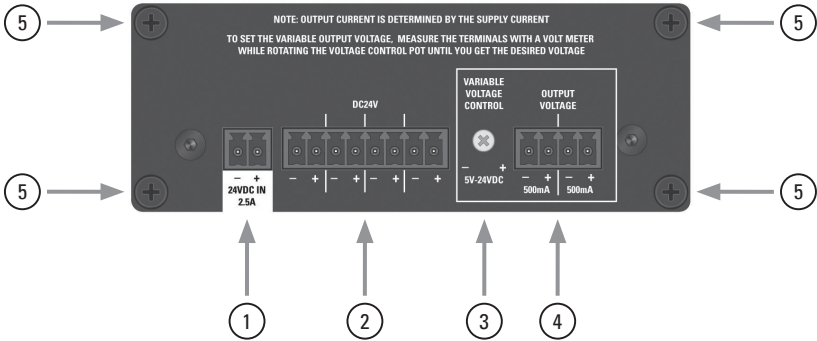 NOTE: OUTPUT CURRENT IS DETERMINED BY THE SUPPLY CURRENT
TO SET THE VARIABLE OUTPUT VOLTAGE, MEASURE THE TERMINALS WITH A VOLT METER
WHILE ROTATING THE VOLTAGE CONTROL POT UNTIL YOU GET THE DESIRED VOLTAGE
5
5
DC24V
VARIABLE
VOLTAGE
CONTROL
OUTPUT
VOLTAGE
5
5
– +
24VDC IN
2.5A
– + – + – + – +
– +
5V-24VDC
– + – +
500mA 500mA
1
2
3
4